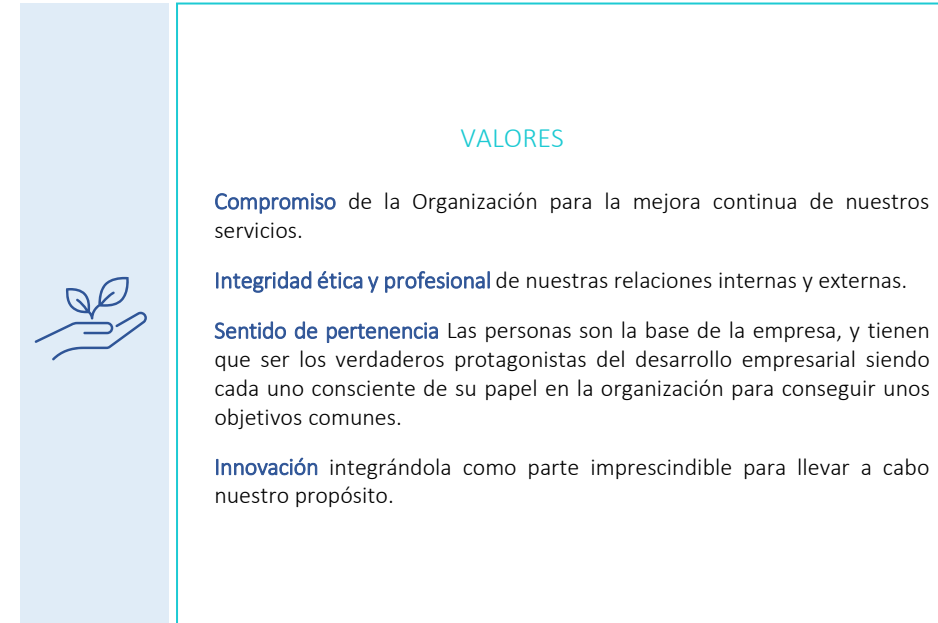 VALORES
Compromiso de la Organización para la mejora continua de nuestros
servicios.
Integridad ética y profesional de nuestras relaciones internas y externas.
Sentido de pertenencia Las personas son la base de la empresa, y tienen
que ser los verdaderos protagonistas del desarrollo empresarial siendo
cada uno consciente de su papel en la organización para conseguir unos
objetivos comunes.
Innovación integrándola como parte imprescindible para llevar a cabo
nuestro propósito.